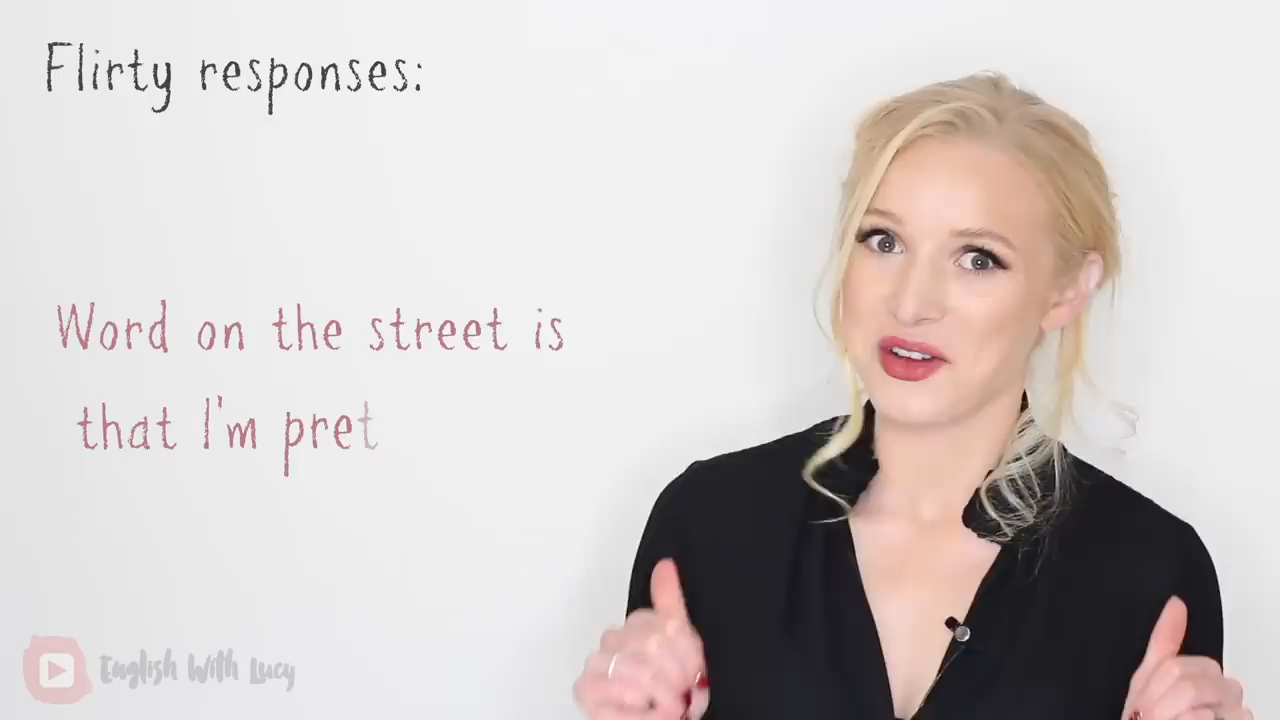 Flirty responses:
Word on the street is
that I'm pret
English With Lucy